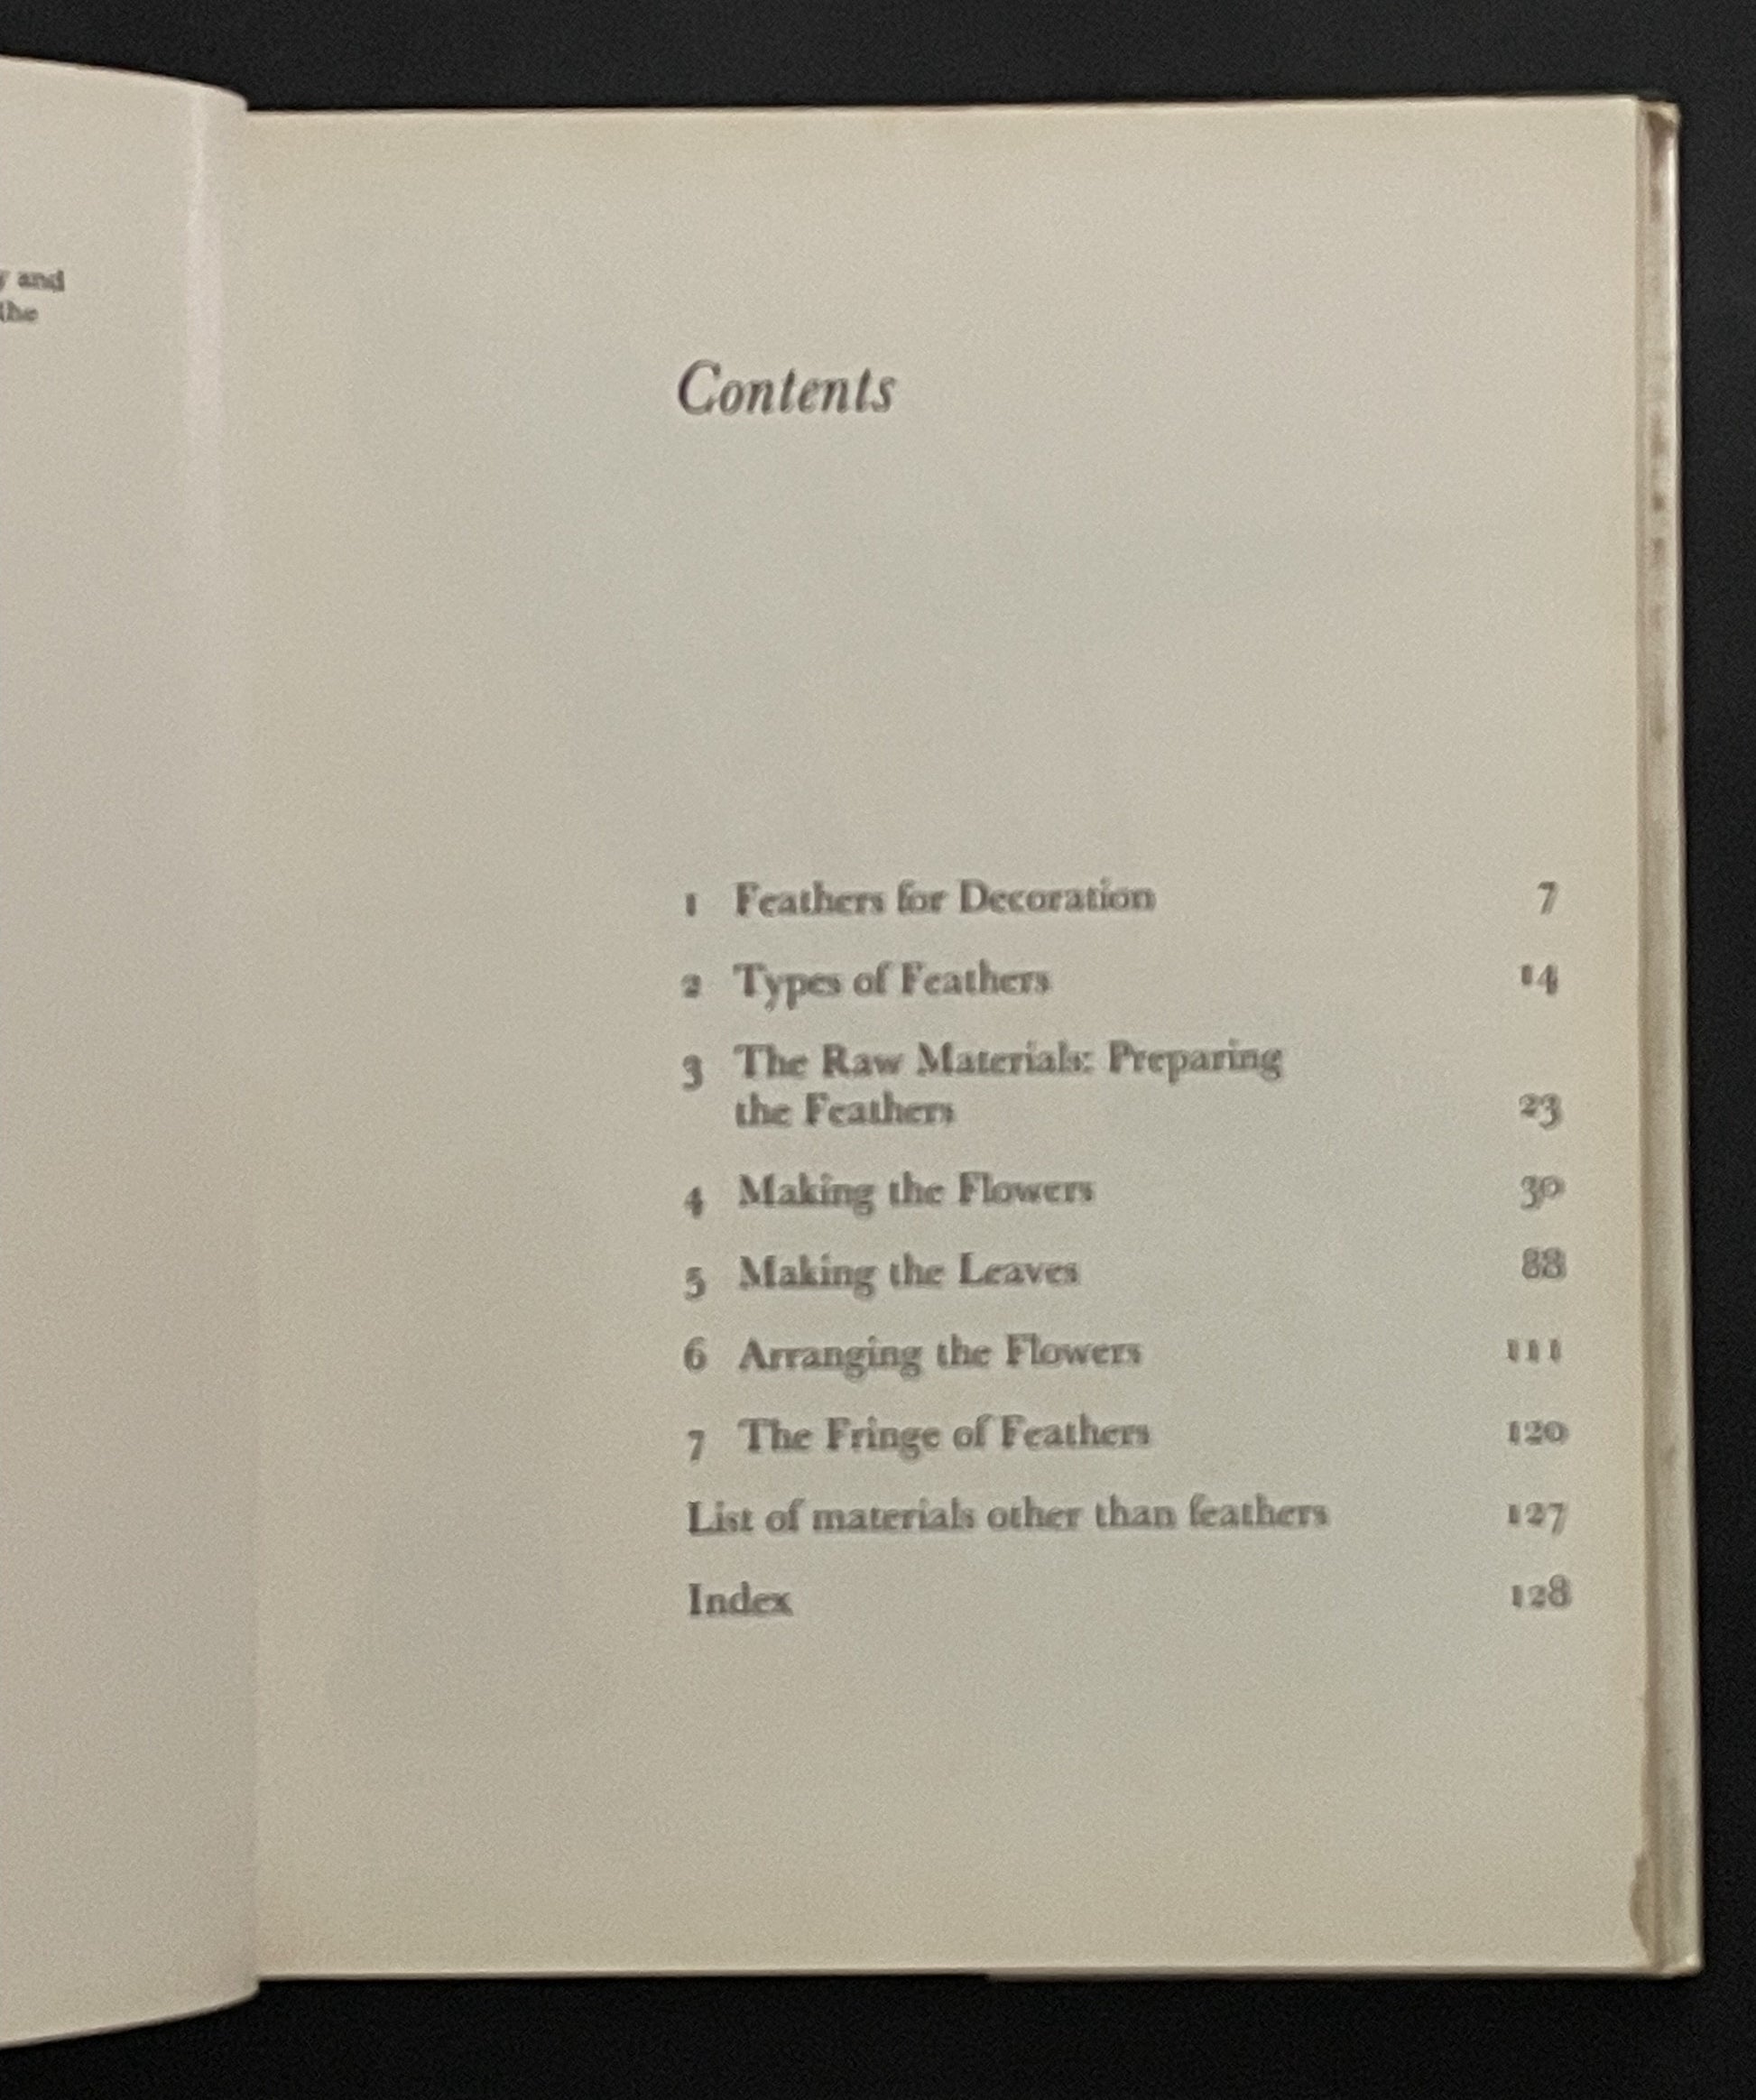 and
the
Contents
1 Feathers for Decoration 7
2 Types of Feathers 14
3 The Raw Materials: Preparing
the Feathers 23
4 Making the Flowers 30
5 Making the Leaves 88
6 Arranging the Flowers 111
7 The Fringe of Feathers 120
List of materials other than feathers 127
Index 128